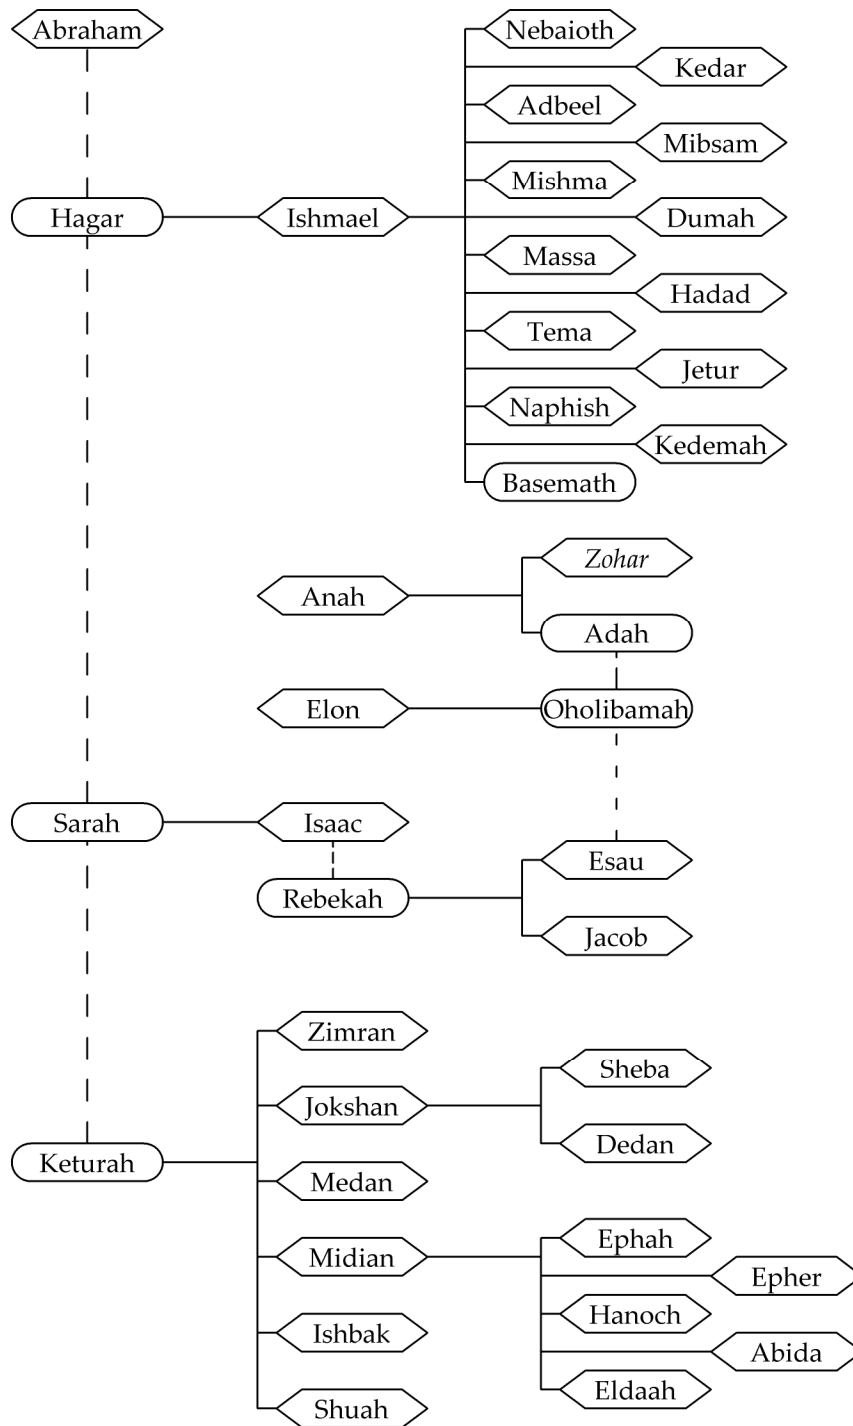 Abraham
Nebaioth
Kedar
Adbeel
Mibsam
Mishma
Hagar
Ishmael
Dumah
Massa
Hadad
Tema
Jetur
Naphish
Kedemah
Basemath
Zohar
Anah
Adah
Elon
Oholibamah
Sarah
Isaac
Esau
Rebekah
Jacob
Zimran
Sheba
Jokshan
Dedan
Keturah
Medan
Ephah
Midian
Epher
Hanoch
Ishbak
Abida
Eldaah
Shuah